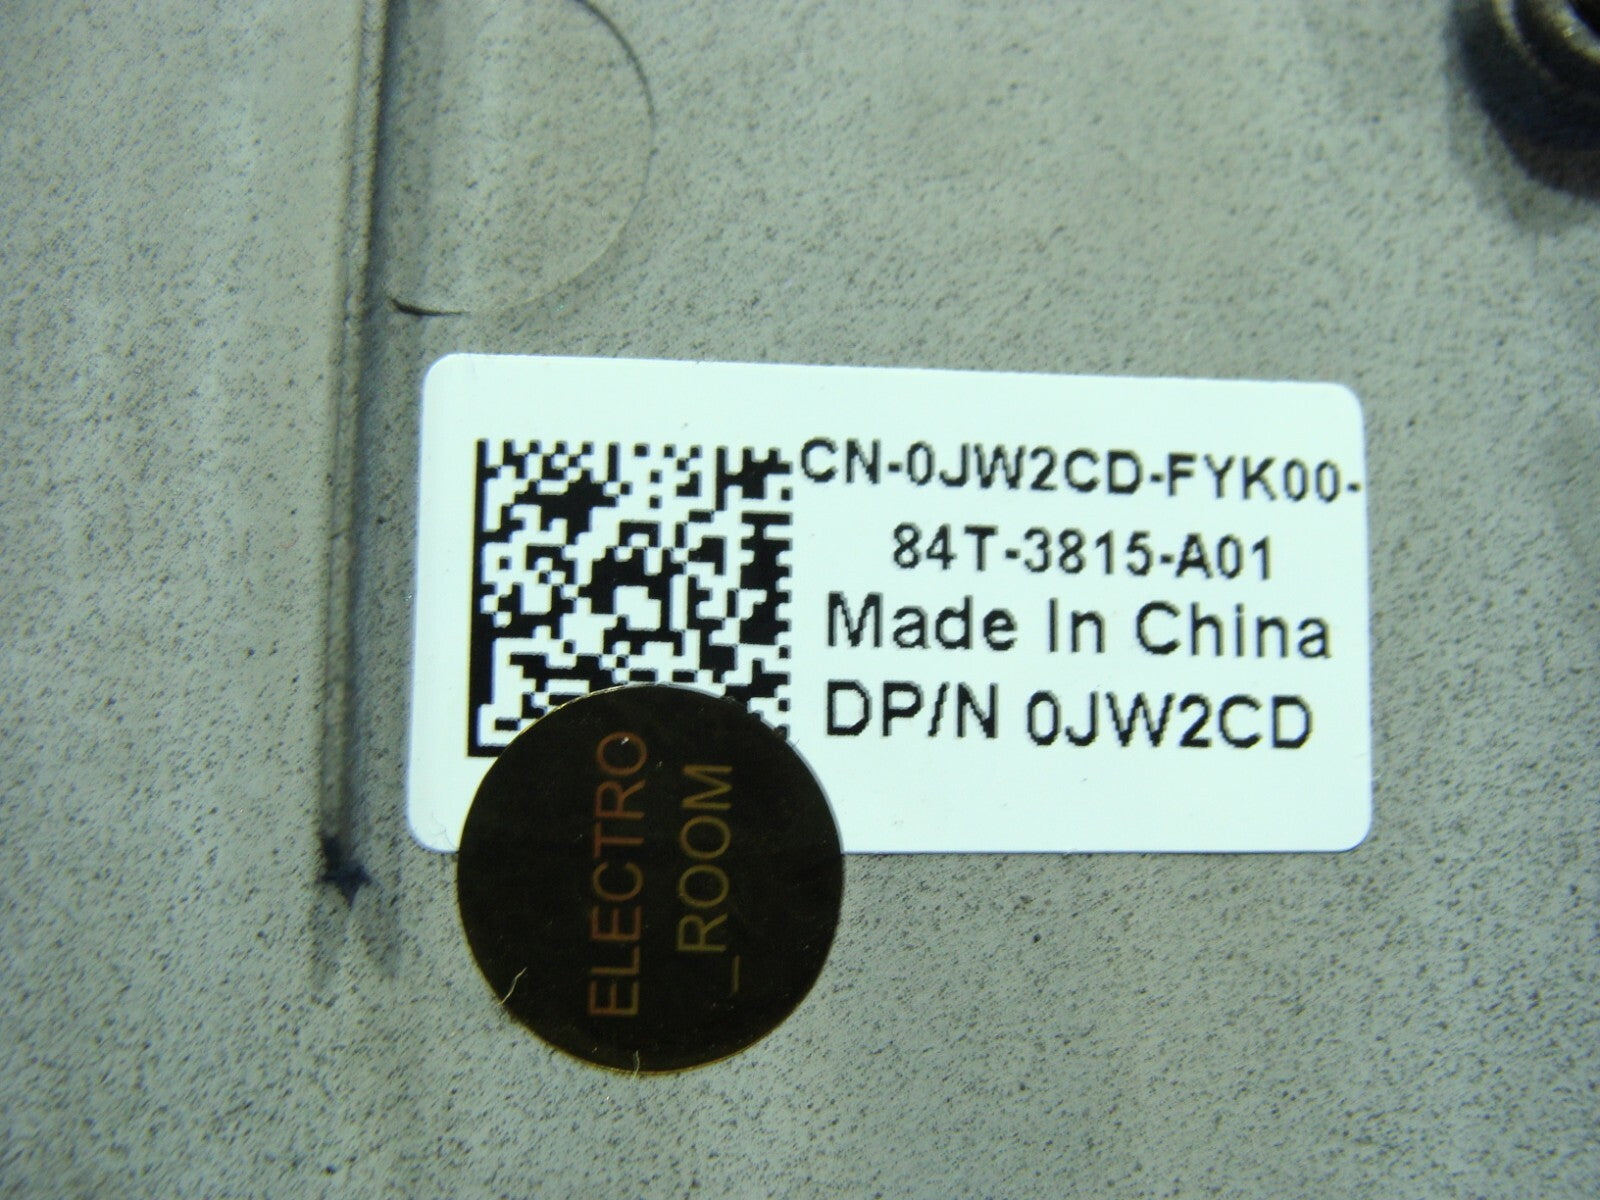 CN-0JW2CD-FYK00-
84T-3815-A01
Made In China
DP/N 0JW2CD
ELECTRO
_ROOM